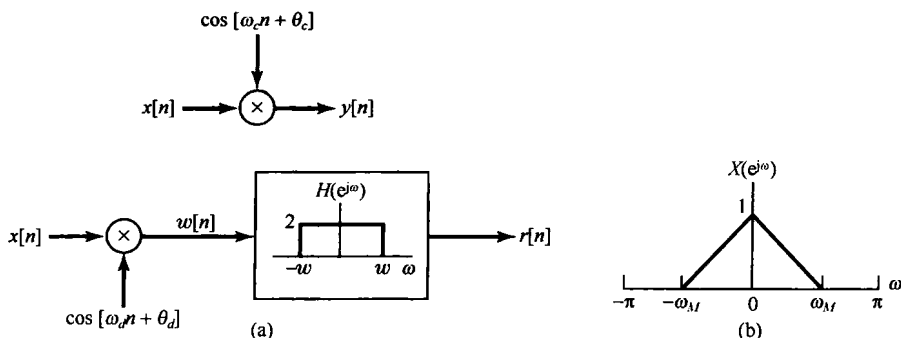 cos [ω_c n + θ_c]
x[n] × y[n]
H(e^{jω})
x[n] × w[n] 2 r[n]
-w w ω
cos [ω_d n + θ_d]
(a)
X(e^{jω})
1
-π -ω_M 0 ω_M π ω
(b)